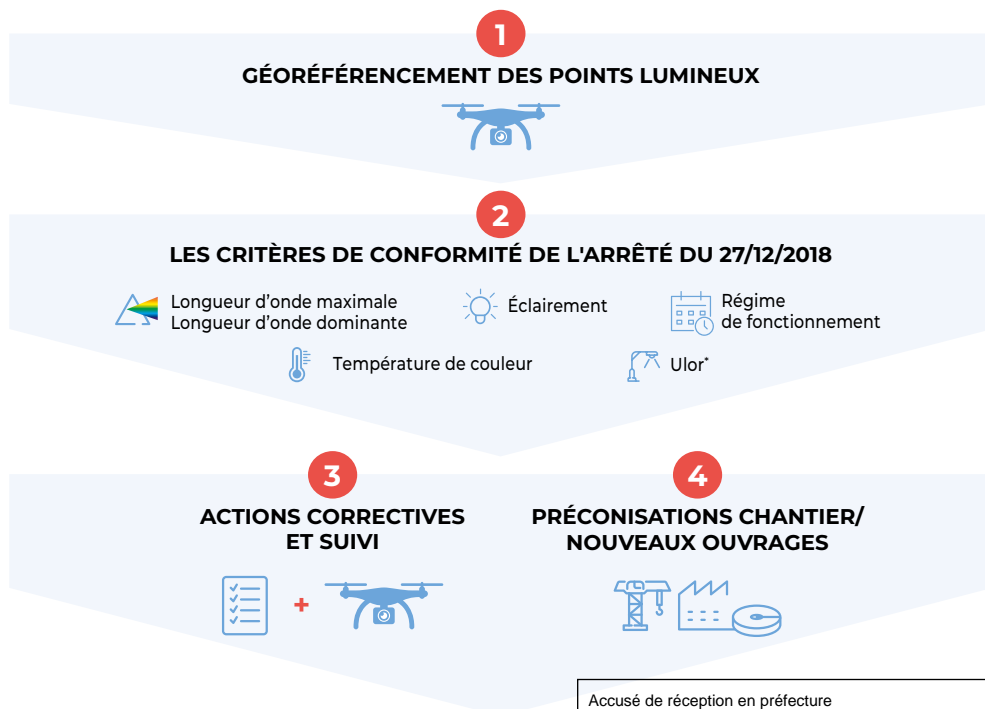 1
GÉORÉFÉRENCEMENT DES POINTS LUMINEUX
2
LES CRITÈRES DE CONFORMITÉ DE L'ARRÊTÉ DU 27/12/2018
Longueur d’onde maximale
Longueur d’onde dominante
Éclairement
Régime
de fonctionnement
Température de couleur
Ulor*
3
ACTIONS CORRECTIVES
ET SUIVI
+
4
PRÉCONISATIONS CHANTIER/
NOUVEAUX OUVRAGES
Accusé de réception en préfecture